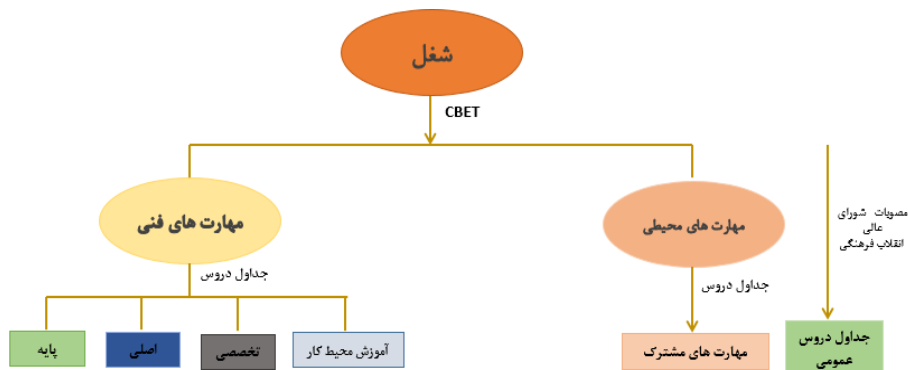 شغل
CBET
مهارت های فنی
مهارت های محیطی
مصوبات شورای
عالی
انقلاب فرهنگی
جداول دروس
جداول دروس
پایه
اصلی
تخصصی
آموزش محیط کار
مهارت های مشترک
جداول دروس
عمومی